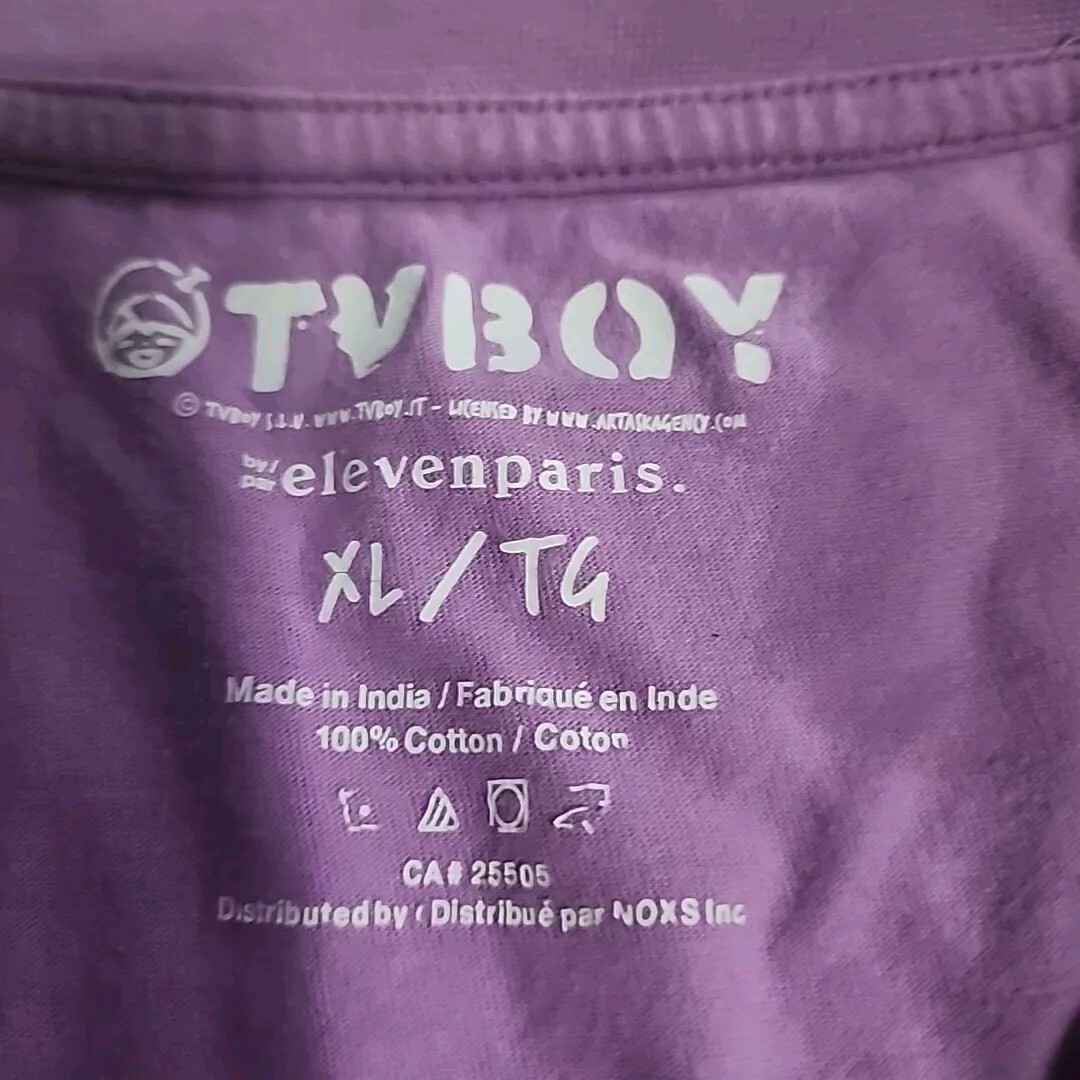 TVBOY
© TVBOY S.L.U. WWW.TVBOY.IT - LICENSED BY WWW.ARTASKAGENCY.COM
by/par elevenparis.
XL / TG
Made in India / Fabriqué en Inde
100% Cotton / Coton
CA# 25505
Distributed by / Distribué par NOXS Inc